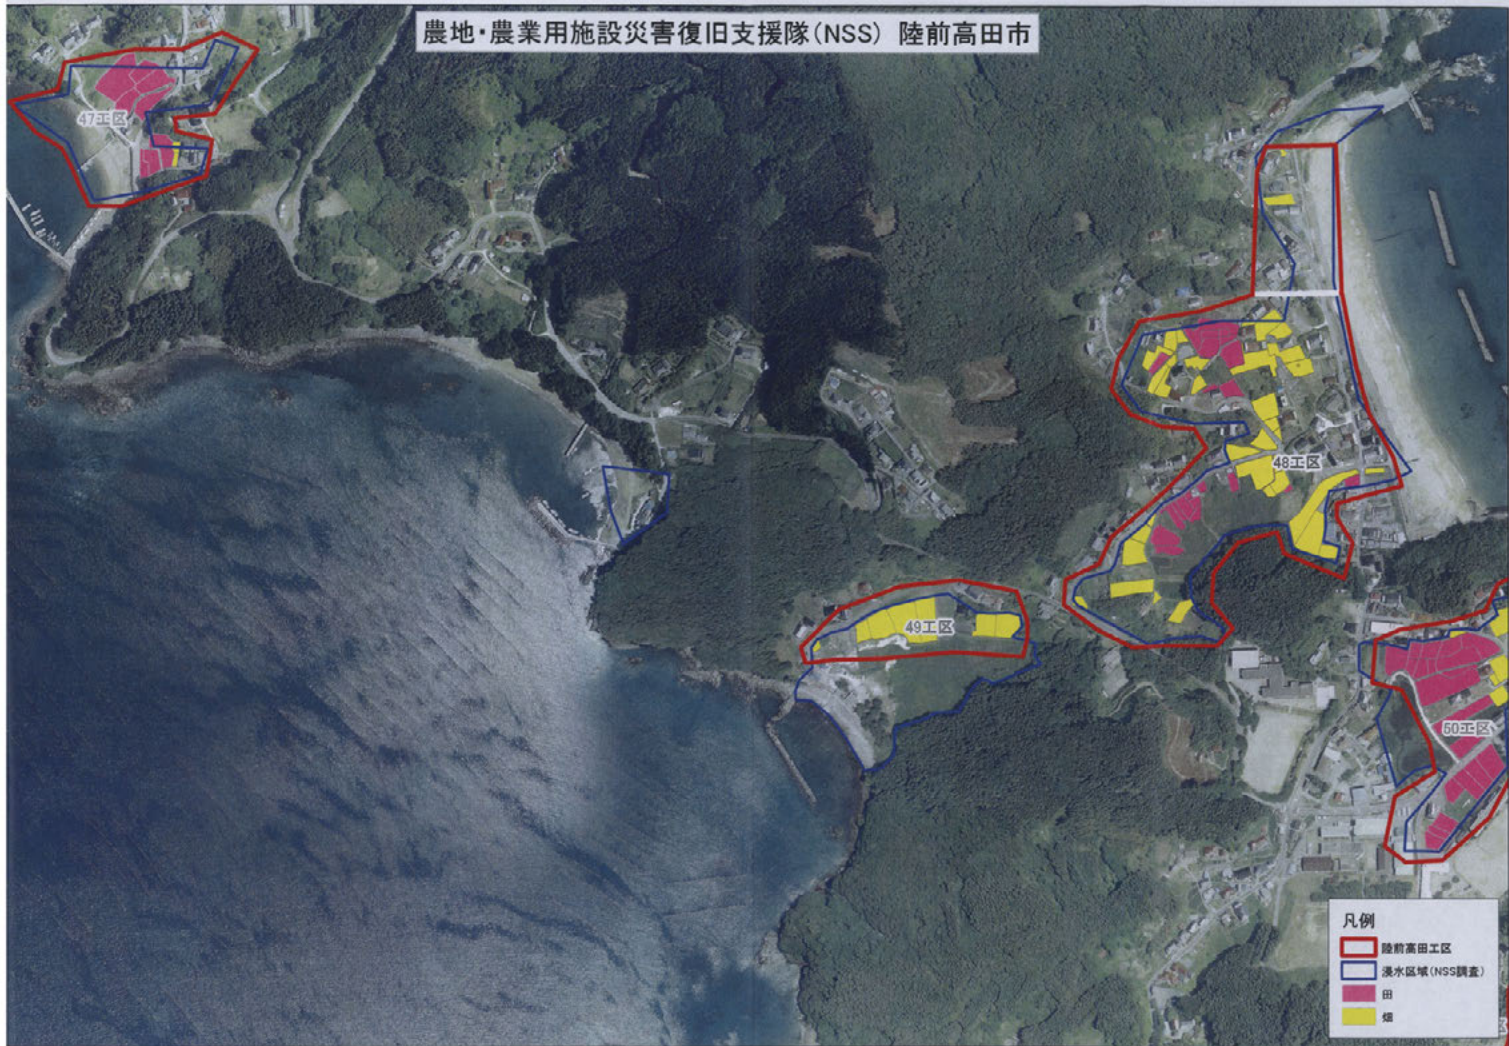 農地・農業用施設災害復旧支援隊(NSS) 陸前高田市
47工区
48工区
49工区
50工区
凡例
陸前高田工区
浸水区域(NSS調査)
田
畑